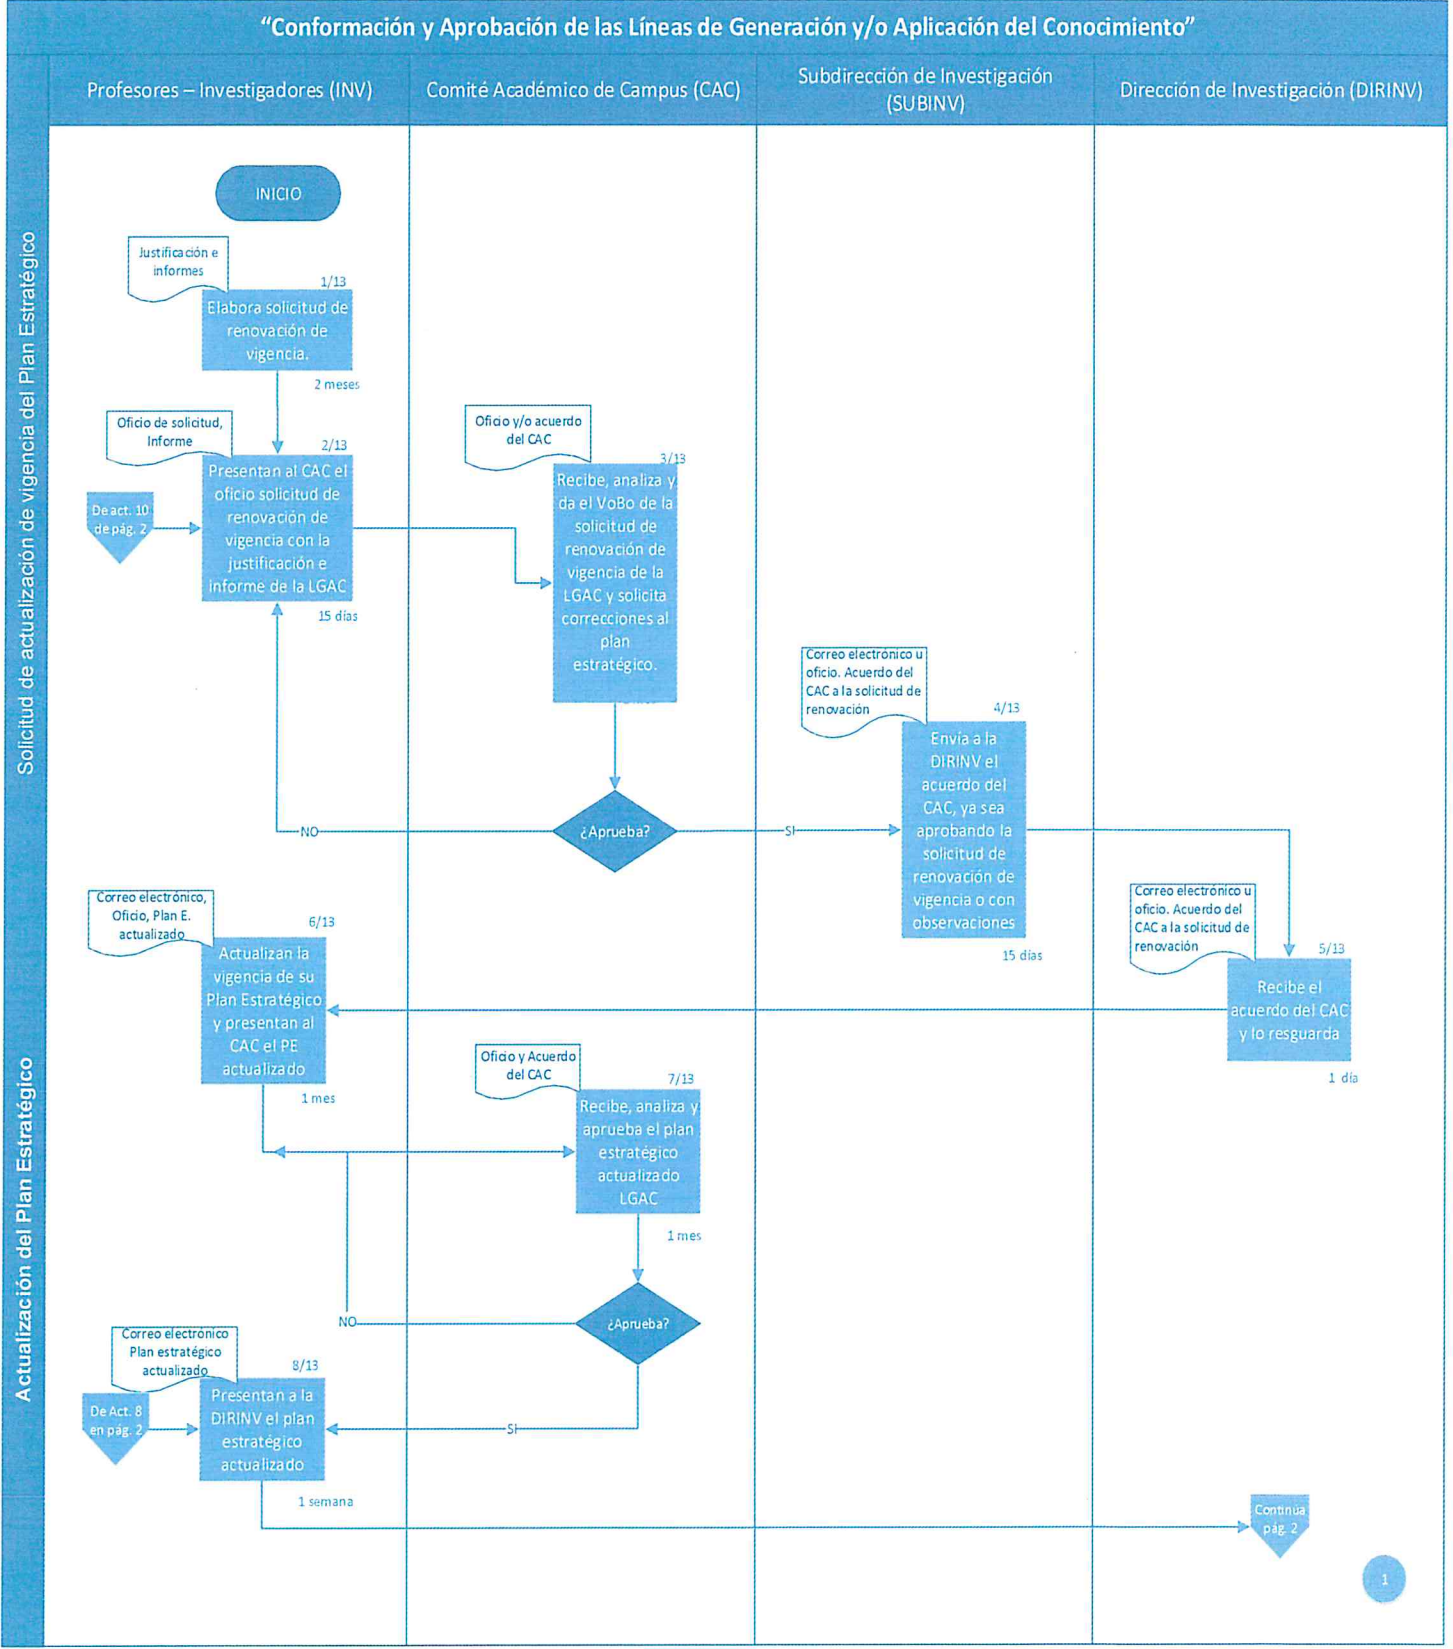 “Conformación y Aprobación de las Líneas de Generación y/o Aplicación del Conocimiento”
Profesores – Investigadores (INV)
Comité Académico de Campus (CAC)
Subdirección de Investigación
(SUBINV)
Dirección de Investigación (DIRINV)
Solicitud de actualización de vigencia del Plan Estratégico
INICIO
Justificación e
informes
1/13
Elabora solicitud de
renovación de
vigencia.
2 meses
Oficio de solicitud,
Informe
2/13
Presentan al CAC el
oficio solicitud de
renovación de
vigencia con la
justificación e
informe de la LGAC
15 días
De act. 10
de pág. 2
Oficio y/o acuerdo
del CAC
3/13
Recibe, analiza y
da el VoBo de la
solicitud de
renovación de
vigencia de la
LGAC y solicita
correcciones al
plan
estratégico.
¿Aprueba?
NO
SI
Correo electrónico u
oficio. Acuerdo del
CAC a la solicitud de
renovación
4/13
Envía a la
DIRINV el
acuerdo del
CAC, ya sea
aprobando la
solicitud de
renovación de
vigencia o con
observaciones
15 días
Correo electrónico u
oficio. Acuerdo del
CAC a la solicitud de
renovación
5/13
Recibe el
acuerdo del CAC
y lo resguarda
1 día
Actualización del Plan Estratégico
Correo electrónico,
Oficio, Plan E.
actualizado
6/13
Actualizan la
vigencia de su
Plan Estratégico
y presentan al
CAC el PE
actualizado
1 mes
Oficio y Acuerdo
del CAC
7/13
Recibe, analiza y
aprueba el plan
estratégico
actualizado
LGAC
1 mes
¿Aprueba?
NO
SI
Correo electrónico
Plan estratégico
actualizado
8/13
Presentan a la
DIRINV el plan
estratégico
actualizado
1 semana
De Act. 8
en pág. 2
Continua
pág. 2
1